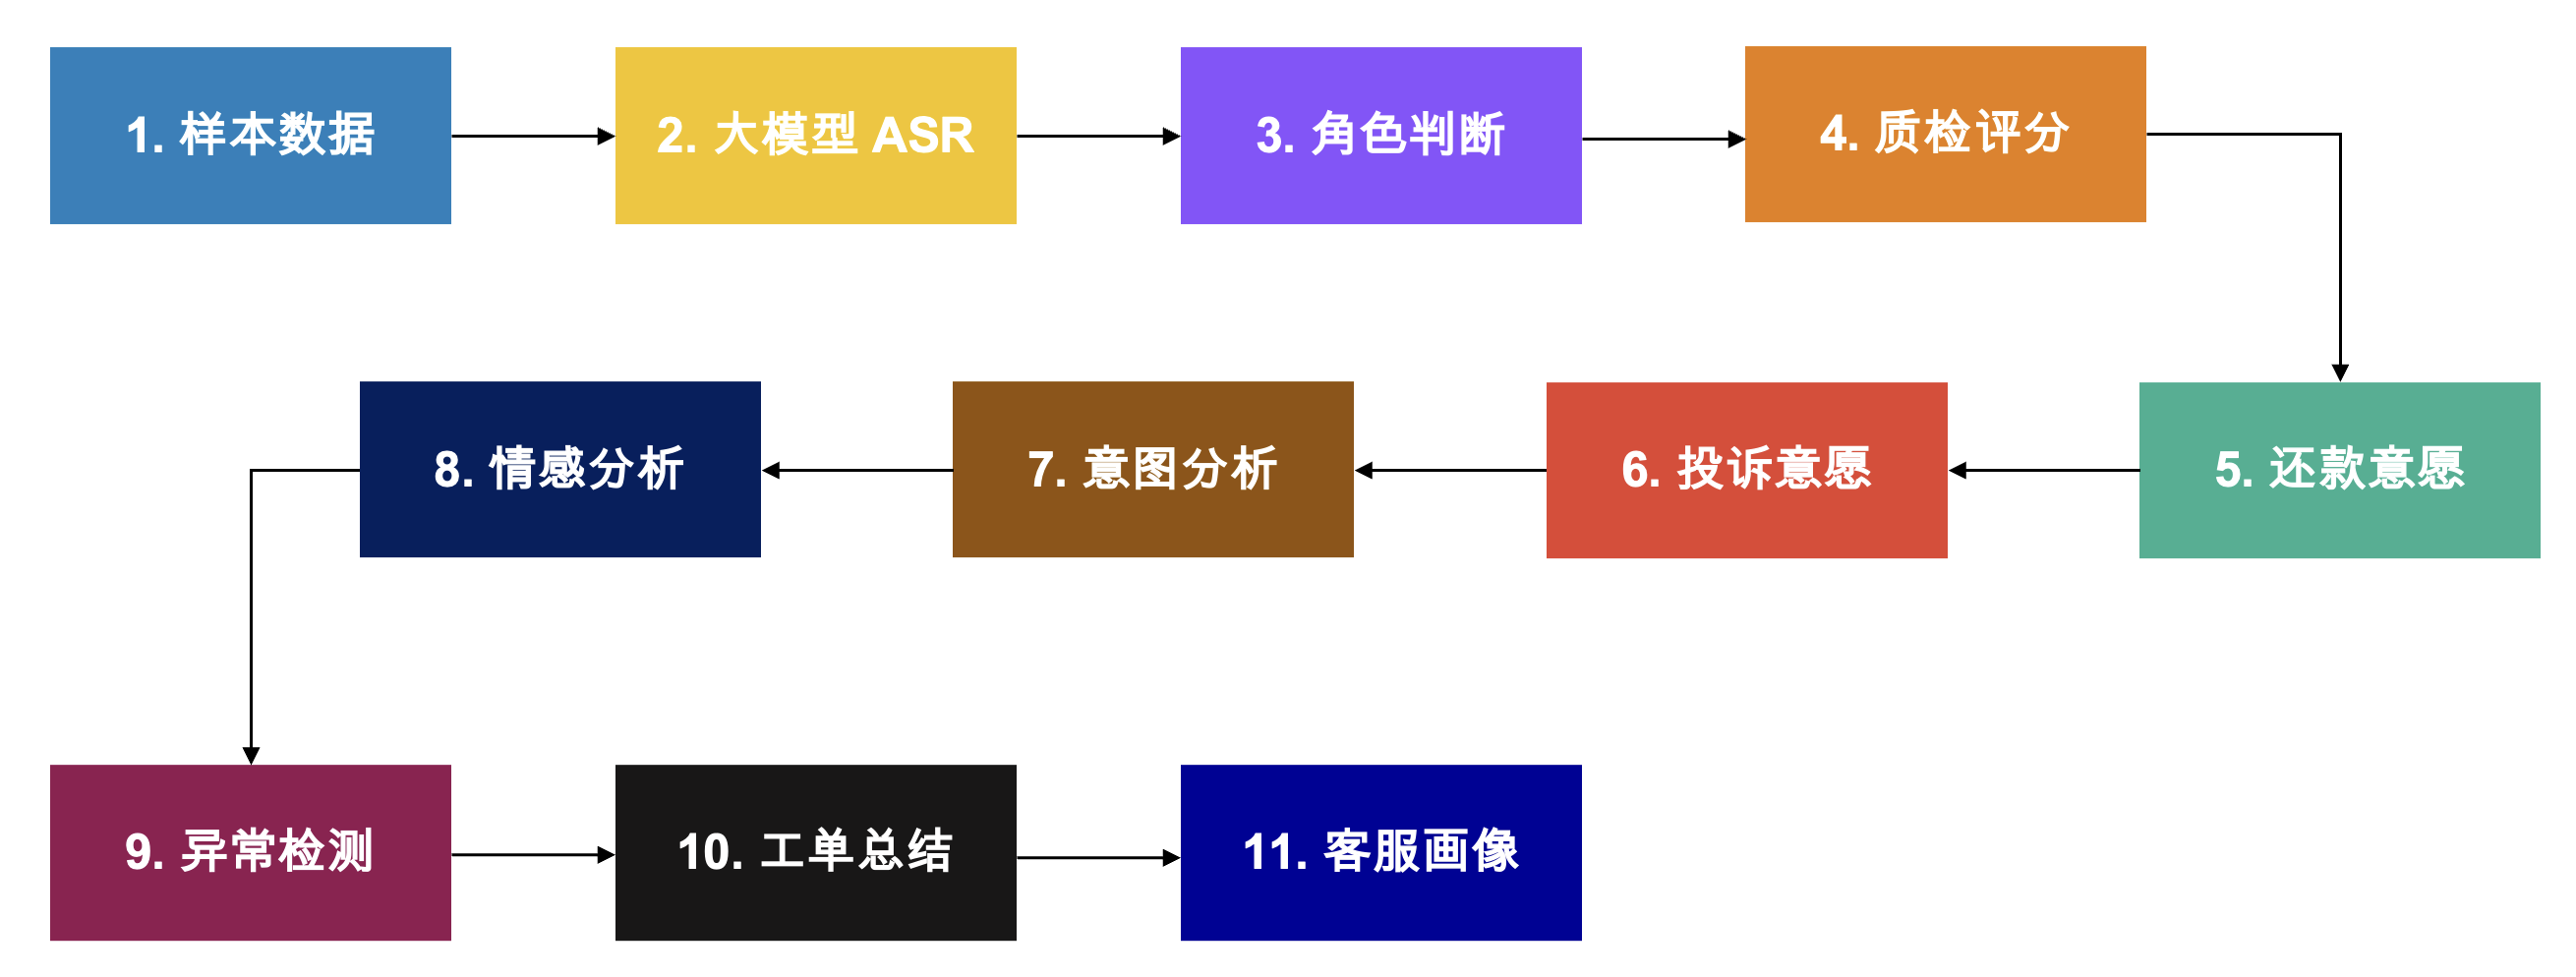 1. 样本数据
2. 大模型 ASR
3. 角色判断
4. 质检评分
5. 还款意愿
6. 投诉意愿
7. 意图分析
8. 情感分析
9. 异常检测
10. 工单总结
11. 客服画像